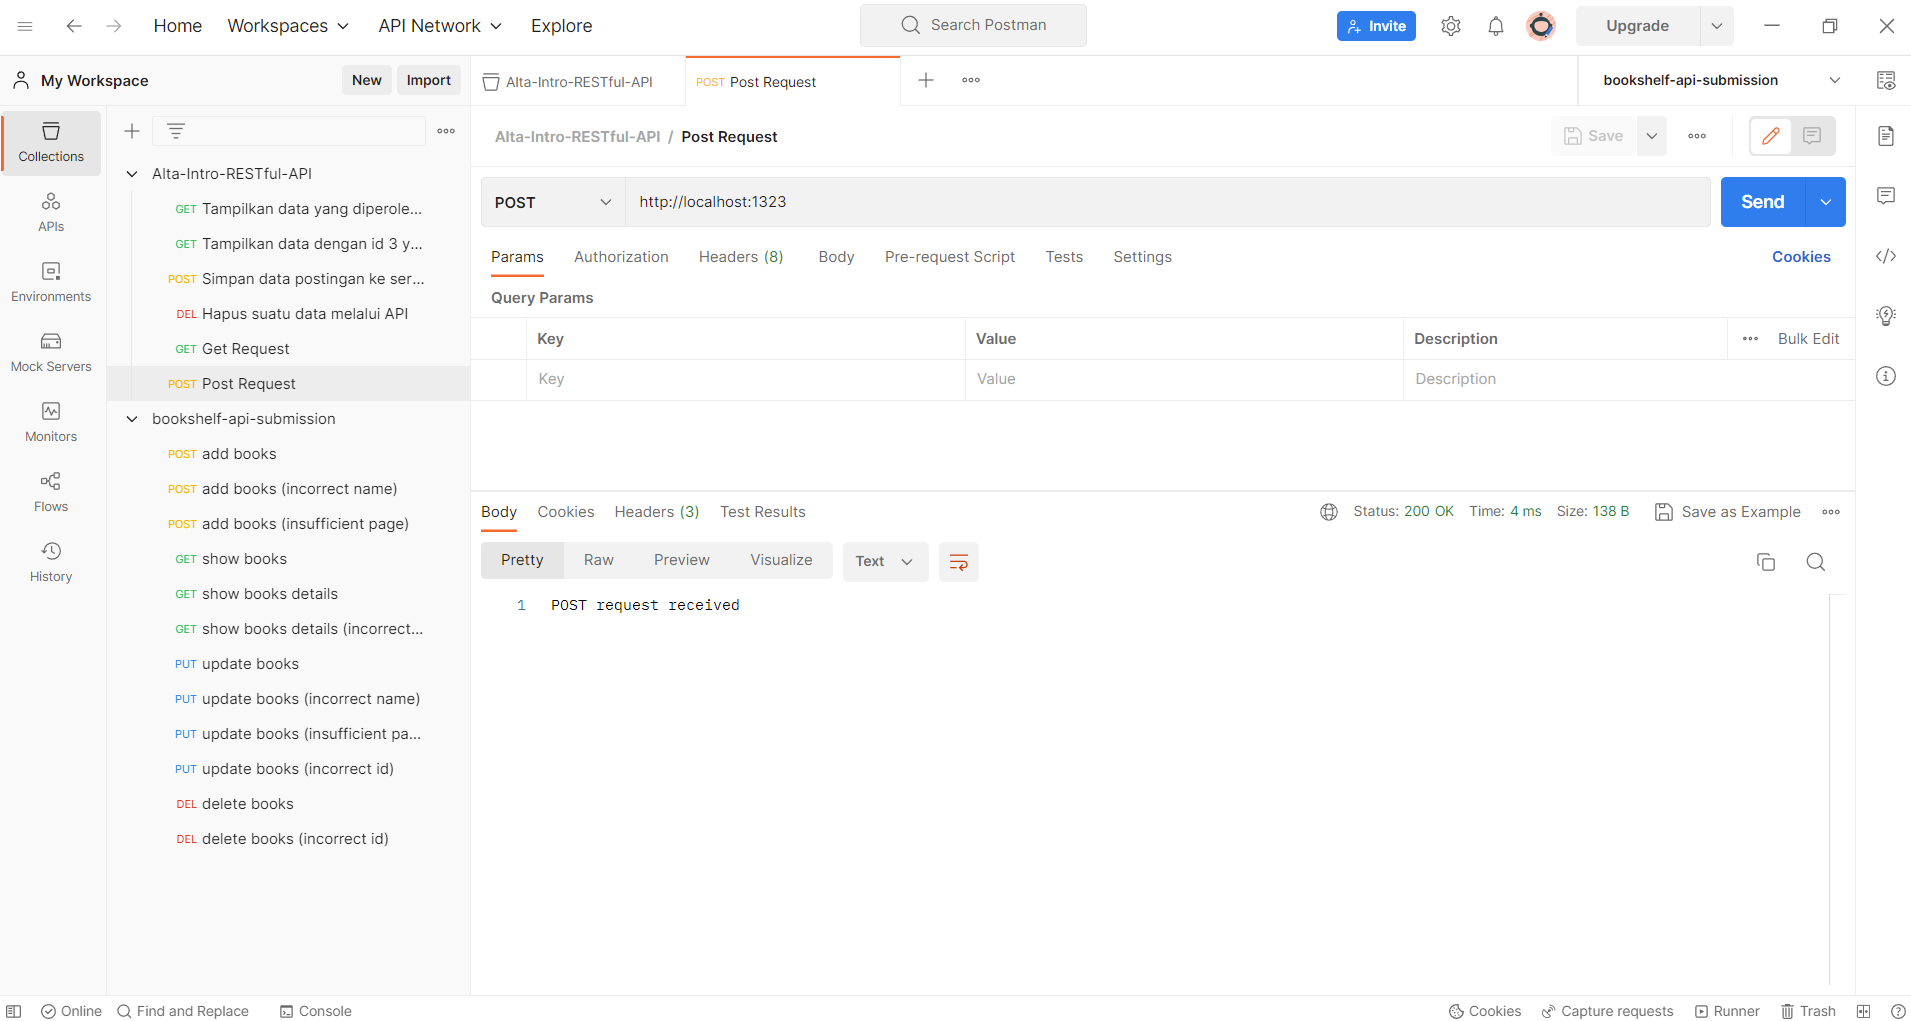 Home Workspaces API Network Explore Search Postman Invite Upgrade
My Workspace New Import
Alta-Intro-RESTful-API POST Post Request bookshelf-api-submission
Collections
APIs
Environments
Mock Servers
Monitors
Flows
History
Alta-Intro-RESTful-API
GET Tampilkan data yang diperole...
GET Tampilkan data dengan id 3 y...
POST Simpan data postingan ke ser...
DEL Hapus suatu data melalui API
GET Get Request
POST Post Request
bookshelf-api-submission
POST add books
POST add books (incorrect name)
POST add books (insufficient page)
GET show books
GET show books details
GET show books details (incorrect...
PUT update books
PUT update books (incorrect name)
PUT update books (insufficient pa...
PUT update books (incorrect id)
DEL delete books
DEL delete books (incorrect id)
Alta-Intro-RESTful-API / Post Request Save
POST http://localhost:1323 Send
Params Authorization Headers (8) Body Pre-request Script Tests Settings Cookies
Query Params
Key Value Description Bulk Edit
Key Value Description
Body Cookies Headers (3) Test Results Status: 200 OK Time: 4 ms Size: 138 B Save as Example
Pretty Raw Preview Visualize Text
1 POST request received
Online Find and Replace Console Cookies Capture requests Runner Trash